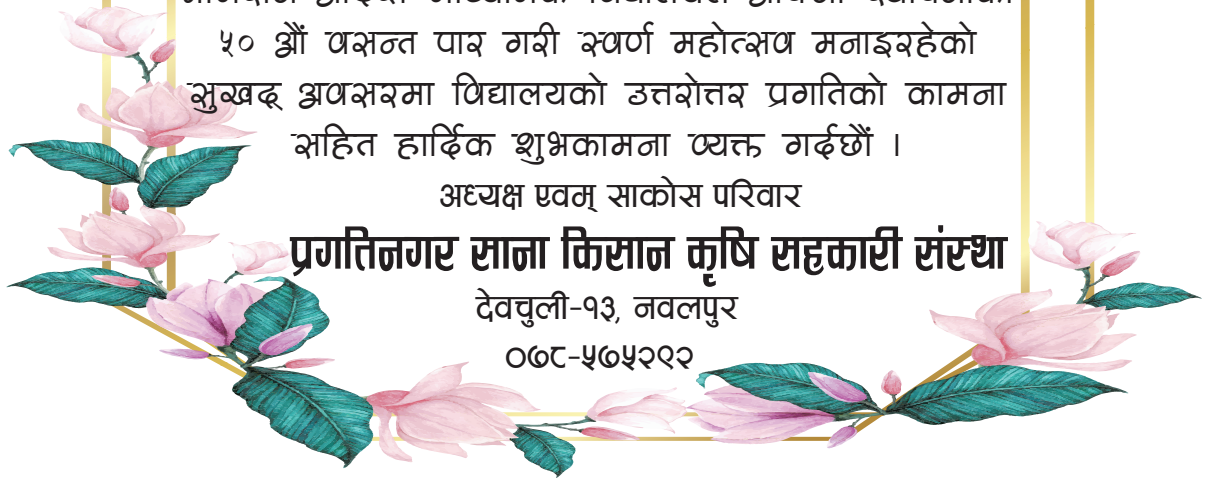 ५० औं वसन्त पार गरी स्वर्ण महोत्सव मनाइरहेको
सुखद् अवसरमा विद्यालयको उत्तरोत्तर प्रगतिको कामना
सहित हार्दिक शुभकामना व्यक्त गर्दछौं ।
अध्यक्ष एवम् साकोस परिवार
प्रगतिनगर साना किसान कृषि सहकारी संस्था
देवचुली-१३, नवलपुर
०७८-५७५२९२